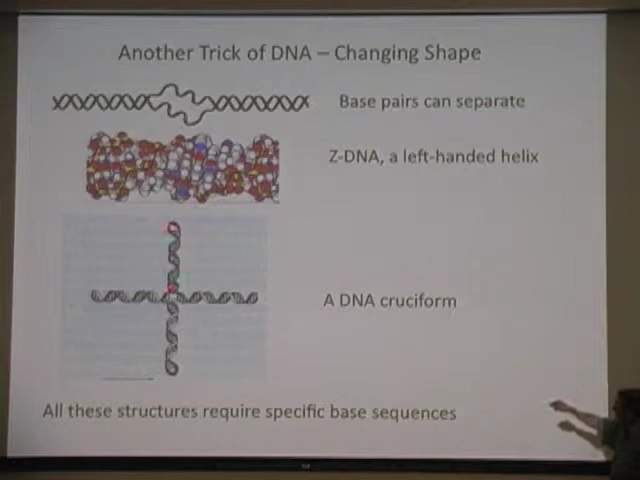 Another Trick of DNA – Changing Shape
Base pairs can separate
Z-DNA, a left-handed helix
A DNA cruciform
All these structures require specific base sequences